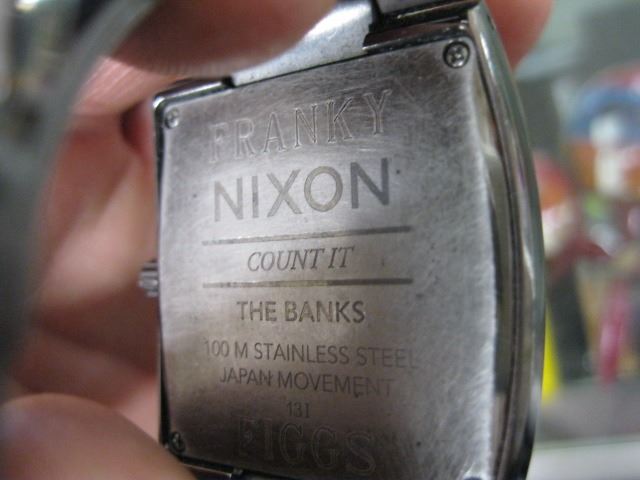 FRANKY
NIXON
COUNT IT
THE BANKS
100 M STAINLESS STEEL
JAPAN MOVEMENT
131
FIGGS